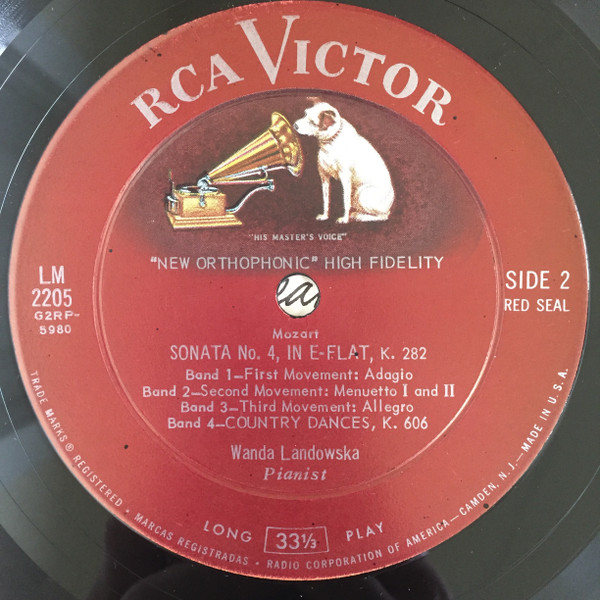 RCA VICTOR
"HIS MASTER'S VOICE"
"NEW ORTHOPHONIC" HIGH FIDELITY
LM
2205
G2RP-
5980
SIDE 2
RED SEAL
Mozart
SONATA No. 4, IN E-FLAT, K. 282
Band 1—First Movement: Adagio
Band 2—Second Movement: Menuetto I and II
Band 3—Third Movement: Allegro
Band 4—COUNTRY DANCES, K. 606
Wanda Landowska
Pianist
LONG 33⅓ PLAY
TRADE MARKS ® REGISTERED • MARCAS REGISTRADAS • RADIO CORPORATION OF AMERICA—CAMDEN, N. J.—MADE IN U.S.A.